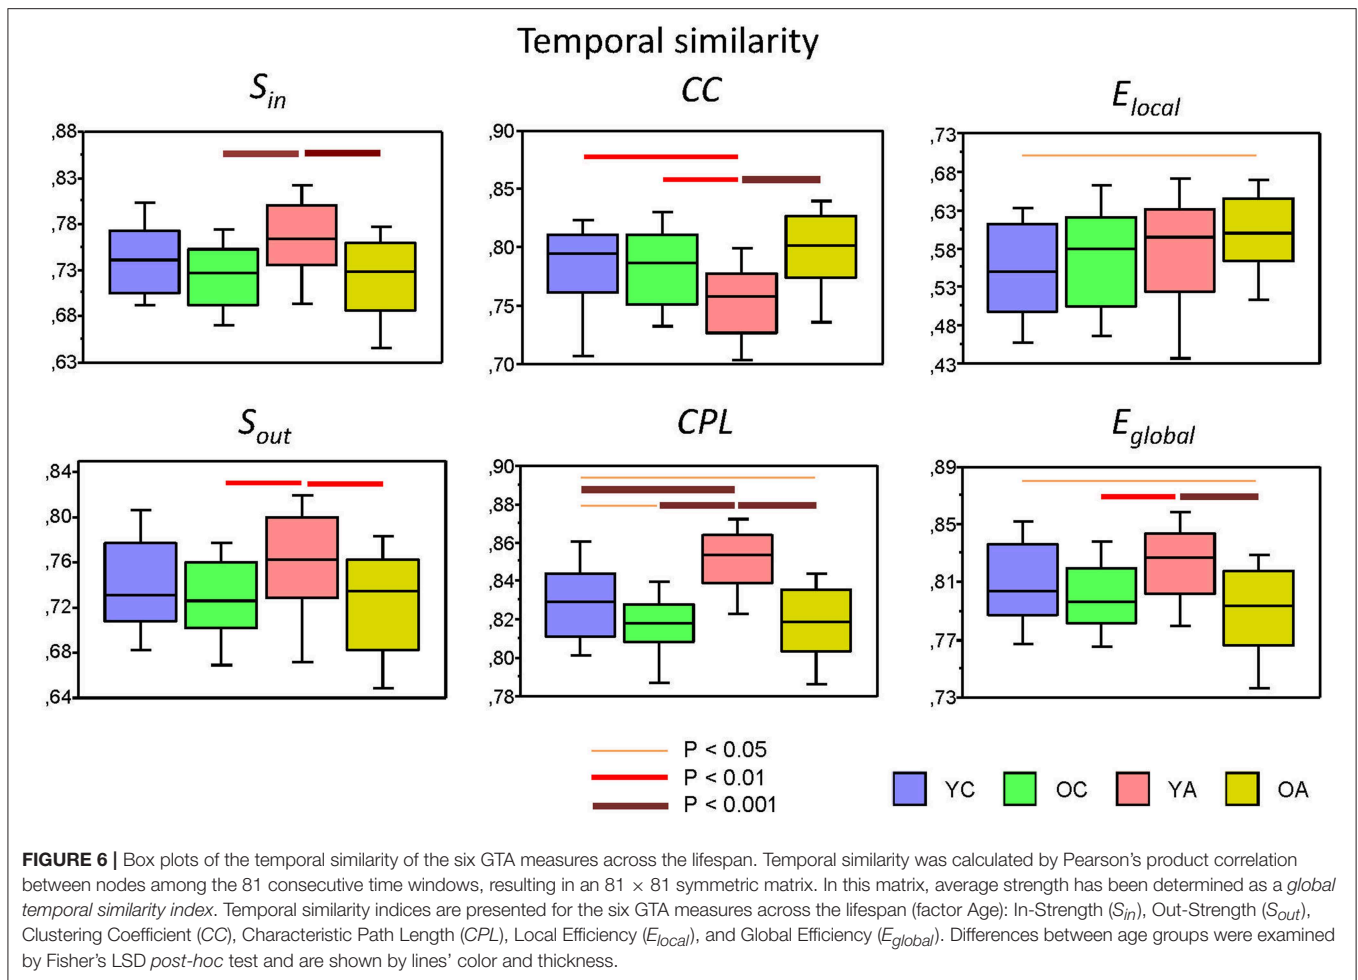 Temporal similarity
S_in
,88
,83
,78
,73
,68
,63
CC
,90
,85
,80
,75
,70
E_local
,73
,68
,63
,58
,53
,48
,43
S_out
,84
,80
,76
,72
,68
,64
CPL
,90
,88
,86
,84
,82
,80
,78
E_global
,89
,85
,81
,77
,73
P < 0.05
P < 0.01
P < 0.001
YC OC YA OA
FIGURE 6 | Box plots of the temporal similarity of the six GTA measures across the lifespan. Temporal similarity was calculated by Pearson's product correlation
between nodes among the 81 consecutive time windows, resulting in an 81 × 81 symmetric matrix. In this matrix, average strength has been determined as a global
temporal similarity index. Temporal similarity indices are presented for the six GTA measures across the lifespan (factor Age): In-Strength (S_in), Out-Strength (S_out),
Clustering Coefficient (CC), Characteristic Path Length (CPL), Local Efficiency (E_local), and Global Efficiency (E_global). Differences between age groups were examined
by Fisher's LSD post-hoc test and are shown by lines' color and thickness.